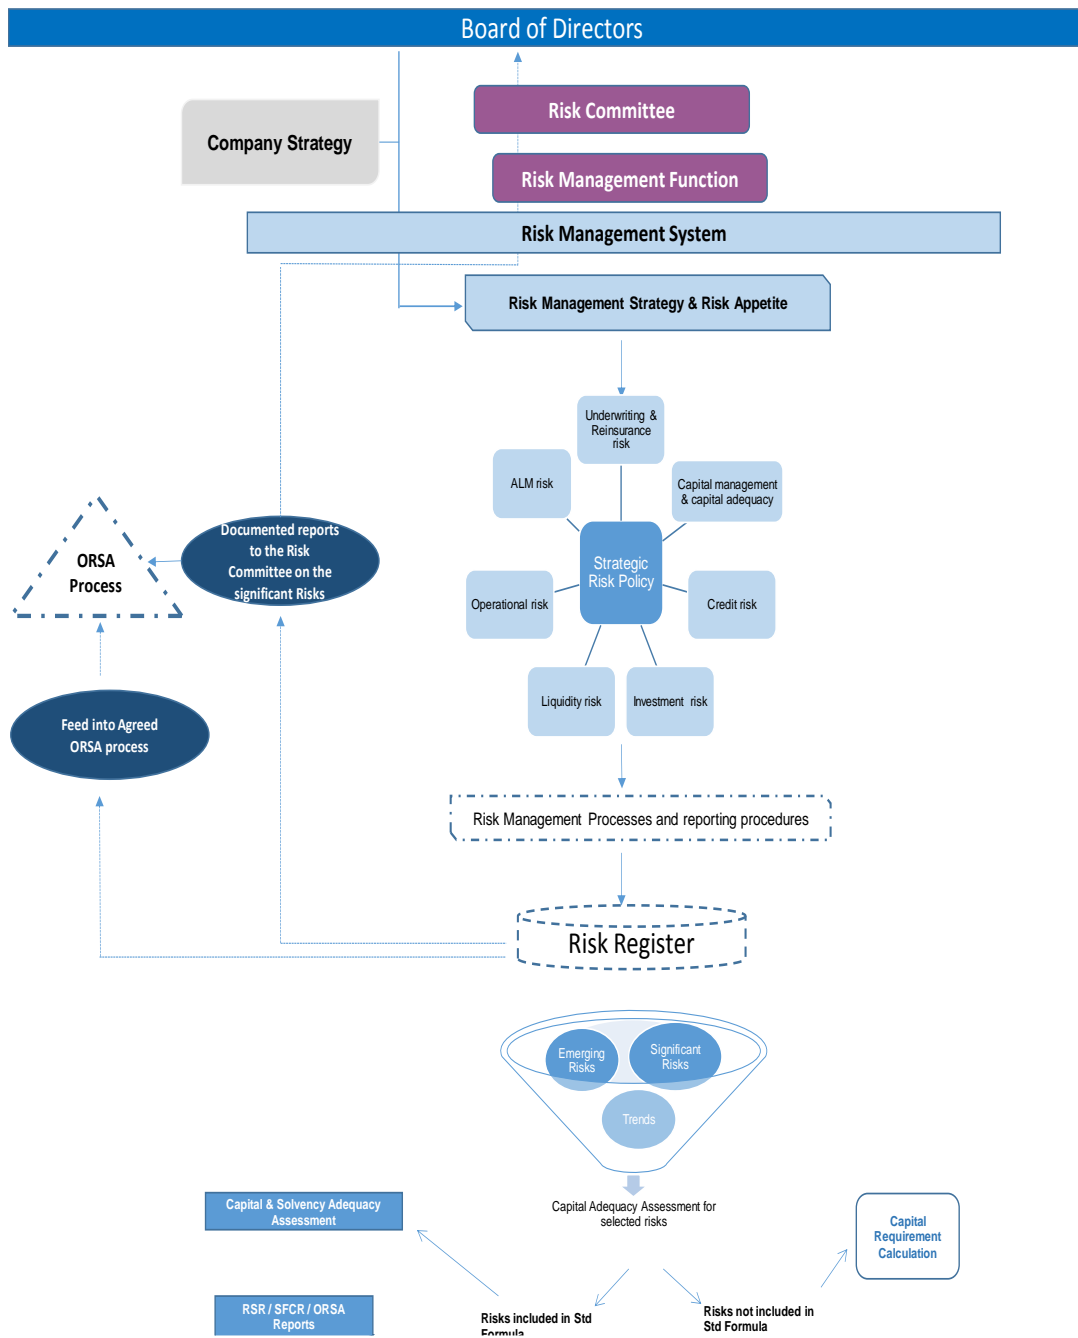 Board of Directors
Risk Committee
Company Strategy
Risk Management Function
Risk Management System
Risk Management Strategy & Risk Appetite
Underwriting &
Reinsurance
risk
ALM risk
Capital management
& capital adequacy
Strategic
Risk Policy
Operational risk
Credit risk
Liquidity risk
Investment risk
Documented reports
to the Risk
Committee on the
significant Risks
ORSA
Process
Feed into Agreed
ORSA process
Risk Management Processes and reporting procedures
Risk Register
Emerging
Risks
Significant
Risks
Trends
Capital Adequacy Assessment for
selected risks
Capital & Solvency Adequacy
Assessment
Capital
Requirement
Calculation
RSR / SFCR / ORSA
Reports
Risks included in Std
Formula
Risks not included in
Std Formula